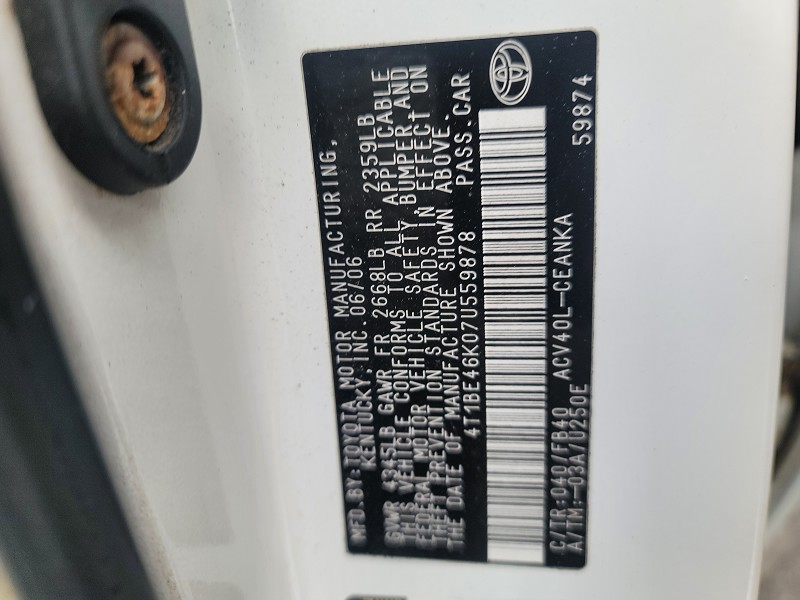 MFD. BY: TOYOTA MOTOR MANUFACTURING,
KENTUCKY, INC. 06/06
GVWR 4345LB GAWR FR 2668LB RR 2359LB
THIS VEHICLE CONFORMS TO ALL APPLICABLE
FEDERAL MOTOR VEHICLE SAFETY, BUMPER, AND
THEFT PREVENTION STANDARDS IN EFFECT ON
THE DATE OF MANUFACTURE SHOWN ABOVE.
4T1BE46K07U559878 PASS. CAR
C/TR: 040/FB40 ACV40L-CEANKA
A/TM: -03A/U250E 59874